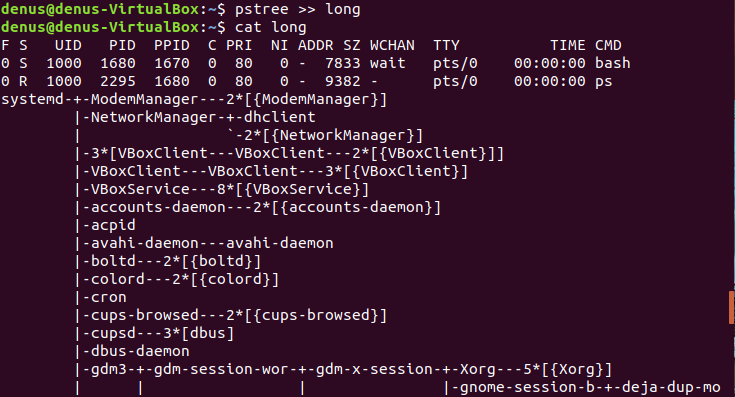 denus@denus-VirtualBox:~$ pstree >> long
denus@denus-VirtualBox:~$ cat long
F S   UID   PID  PPID  C PRI  NI ADDR SZ WCHAN  TTY          TIME CMD
0 S  1000  1680  1670  0  80   0 -  7833 wait   pts/0    00:00:00 bash
0 R  1000  2295  1680  0  80   0 -  9382 -      pts/0    00:00:00 ps
systemd-+-ModemManager---2*[{ModemManager}]
        |-NetworkManager-+-dhclient
        |                `-2*[{NetworkManager}]
        |-3*[VBoxClient---VBoxClient---2*[{VBoxClient}]]
        |-VBoxClient---VBoxClient---3*[{VBoxClient}]
        |-VBoxService---8*[{VBoxService}]
        |-accounts-daemon---2*[{accounts-daemon}]
        |-acpid
        |-avahi-daemon---avahi-daemon
        |-boltd---2*[{boltd}]
        |-colord---2*[{colord}]
        |-cron
        |-cups-browsed---2*[{cups-browsed}]
        |-cupsd---3*[dbus]
        |-dbus-daemon
        |-gdm3-+-gdm-session-wor-+-gdm-x-session-+-Xorg---5*[{Xorg}]
        |      |                 |               |-gnome-session-b-+-deja-dup-mo